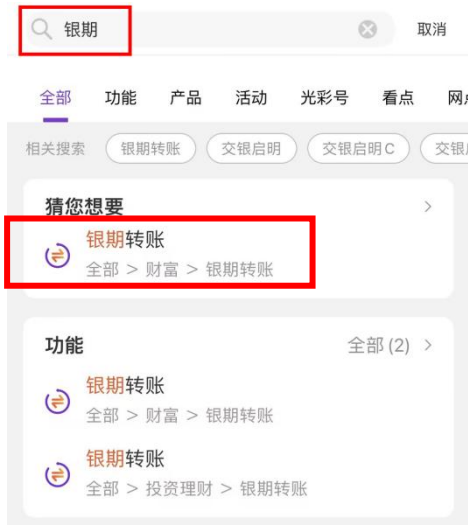 银期 取消
全部 功能 产品 活动 光彩号 看点
相关搜索 银期转账 交银启明 交银启明C 交银
猜您想要 >
银期转账
全部 > 财富 > 银期转账
功能 全部 (2) >
银期转账
全部 > 财富 > 银期转账
银期转账
全部 > 投资理财 > 银期转账